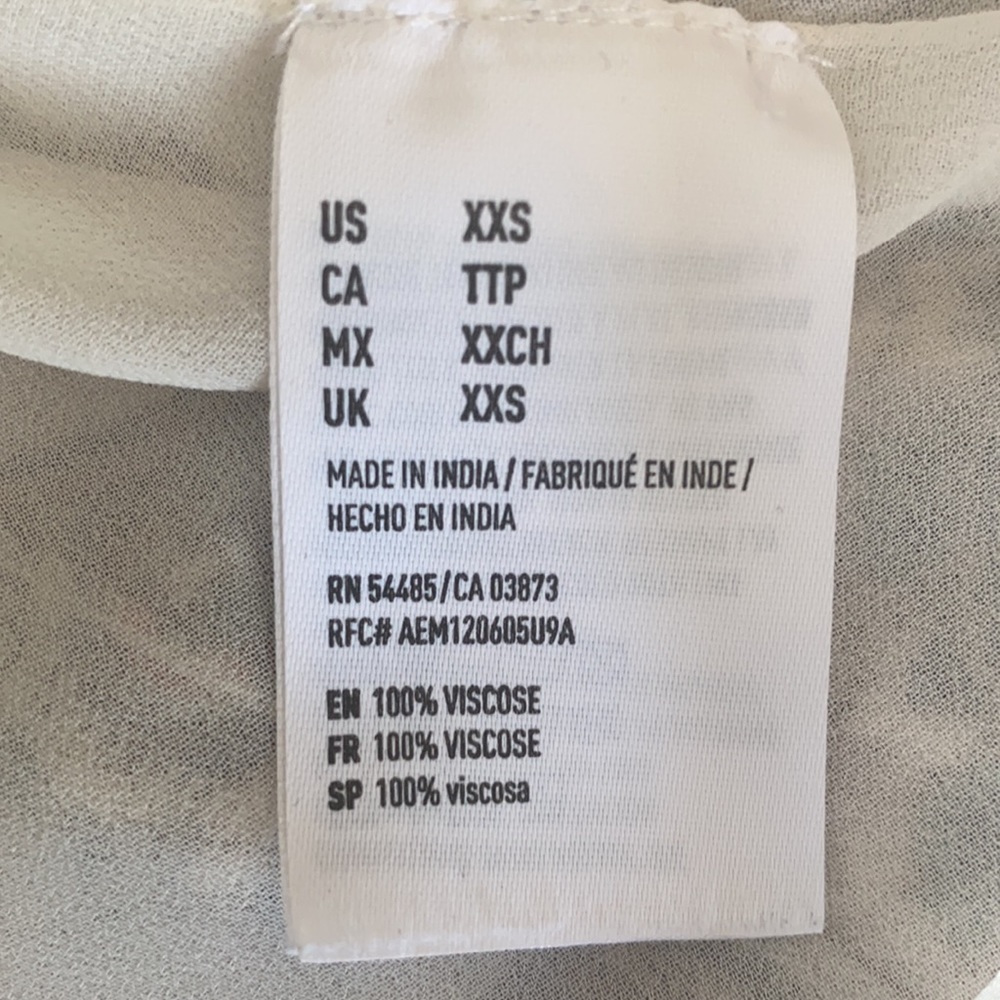 US XXS
CA TTP
MX XXCH
UK XXS
MADE IN INDIA / FABRIQUÉ EN INDE /
HECHO EN INDIA
RN 54485/CA 03873
RFC# AEM120605U9A
EN 100% VISCOSE
FR 100% VISCOSE
SP 100% viscosa